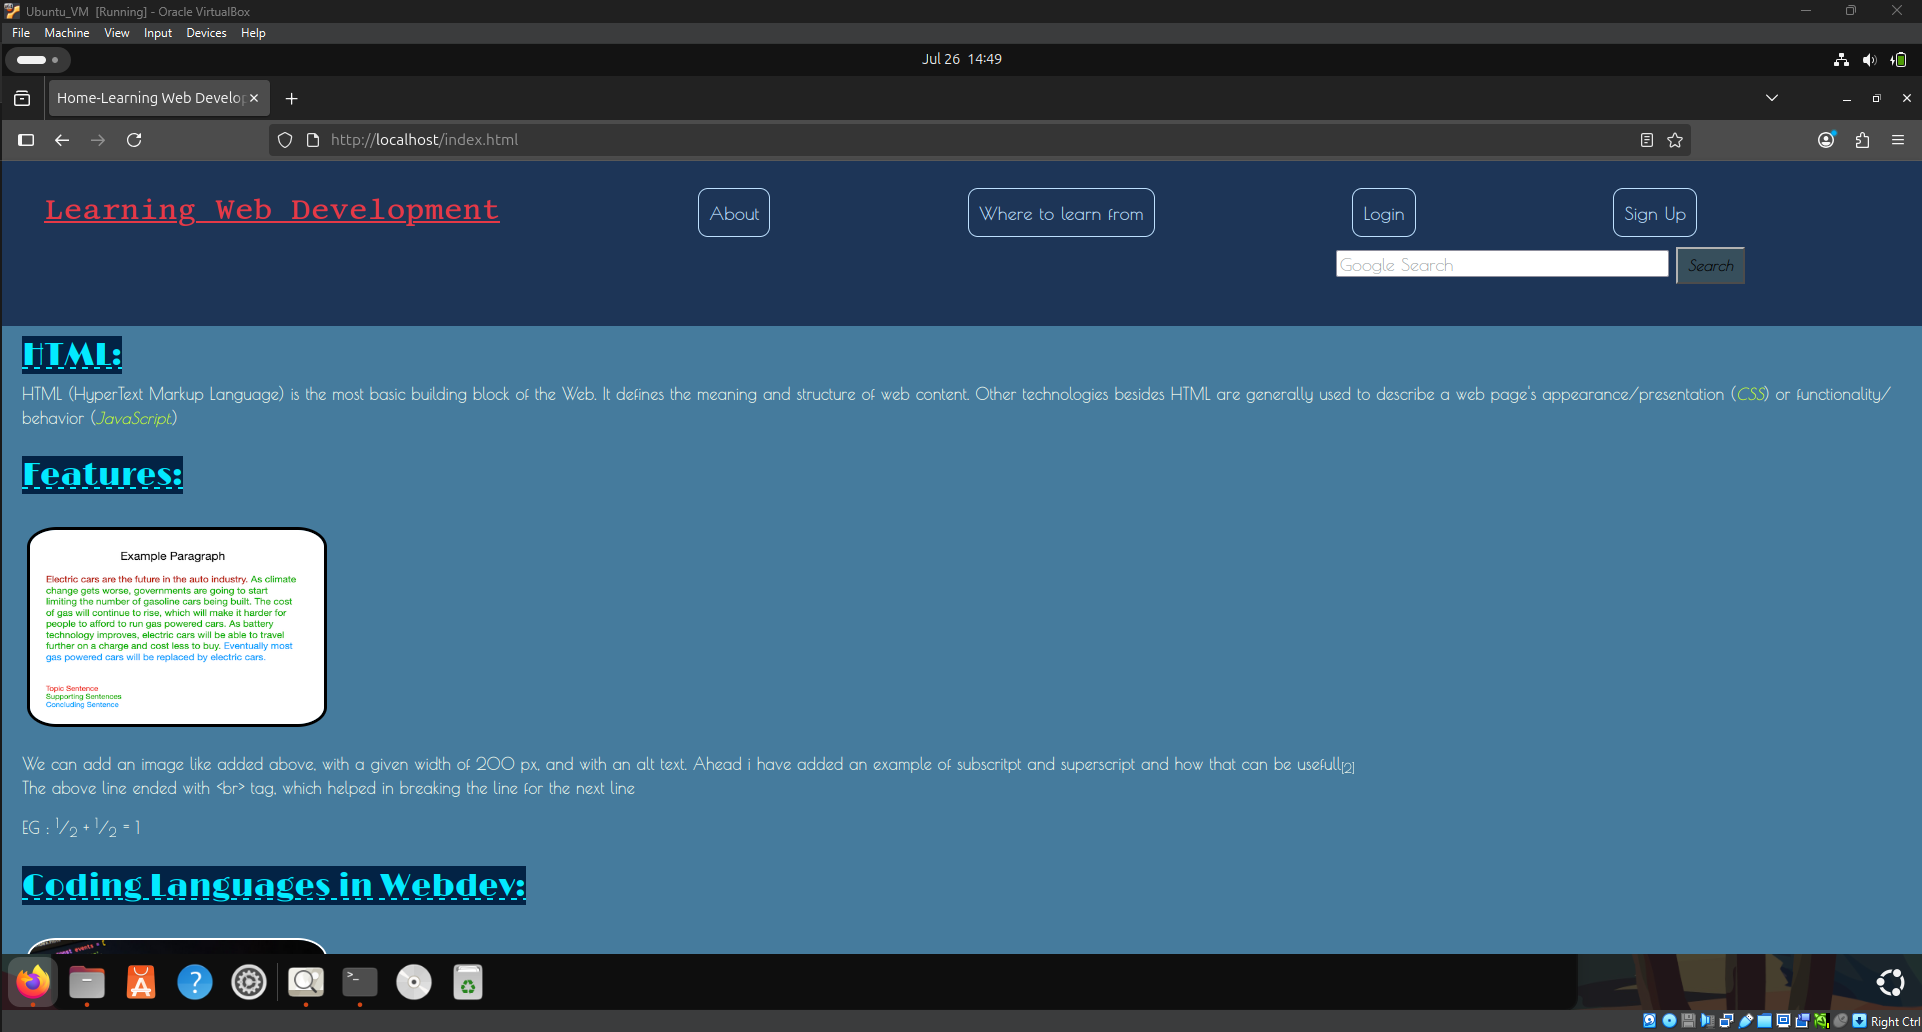 Ubuntu_VM [Running] - Oracle VirtualBox
File Machine View Input Devices Help
Jul 26 14:49
Home-Learning Web Develop
http://localhost/index.html
Learning Web Development
About
Where to learn from
Login
Sign Up
Google Search
Search
HTML:
HTML (HyperText Markup Language) is the most basic building block of the Web. It defines the meaning and structure of web content. Other technologies besides HTML are generally used to describe a web page's appearance/presentation (CSS) or functionality/
behavior (JavaScript.)
Features:
Example Paragraph
Electric cars are the future in the auto industry. As climate
change gets worse, governments are going to start
limiting the number of gasoline cars being built. The cost
of gas will continue to rise, which will make it harder for
people to afford to run gas powered cars. As battery
technology improves, electric cars will be able to travel
further on a charge and cost less to buy. Eventually most
gas powered cars will be replaced by electric cars.
Topic Sentence
Supporting Sentences
Concluding Sentence
We can add an image like added above, with a given width of 200 px, and with an alt text. Ahead i have added an example of subscritpt and superscript and how that can be usefull[2]
The above line ended with <br> tag, which helped in breaking the line for the next line
EG : 1/2 + 1/2 = 1
Coding Languages in Webdev:
Right Ctrl